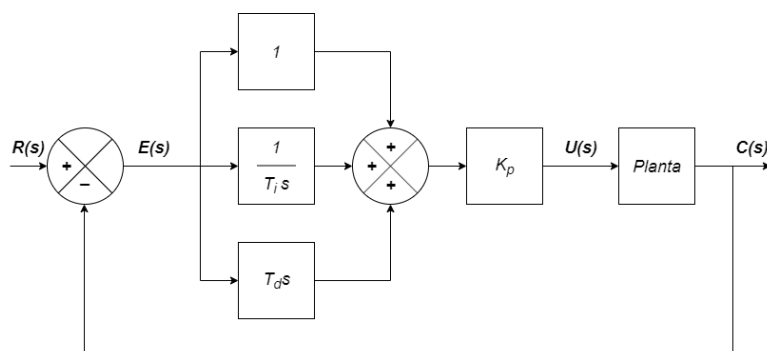 1
R(s)
+
−
E(s)
1
T_i s
+
+
+
K_p
U(s)
Planta
C(s)
T_d s